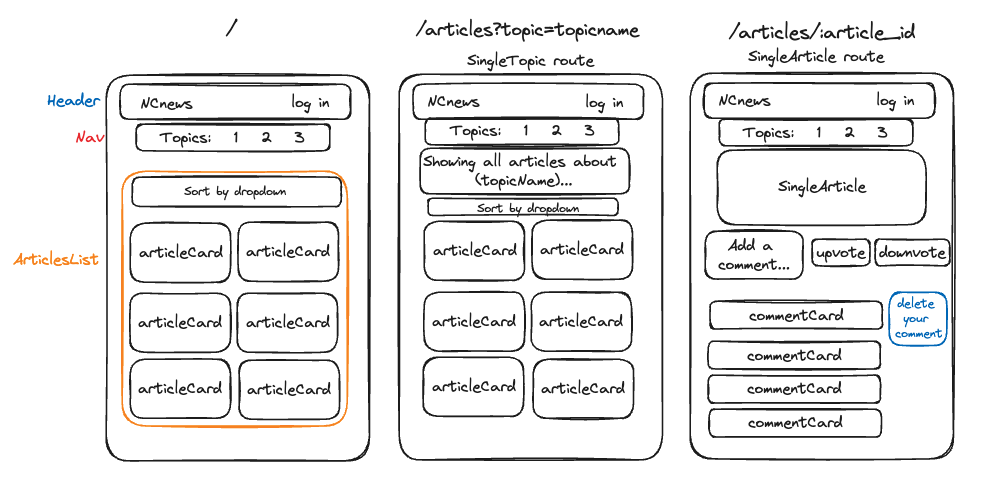 /
Header
NCnews log in
Nav
Topics: 1 2 3
Sort by dropdown
ArticlesList
articleCard articleCard
articleCard articleCard
articleCard articleCard
/articles?topic=topicname
SingleTopic route
NCnews log in
Topics: 1 2 3
Showing all articles about
(topicName)...
Sort by dropdown
articleCard articleCard
articleCard articleCard
articleCard articleCard
/articles/:article_id
SingleArticle route
NCnews log in
Topics: 1 2 3
SingleArticle
Add a
comment...
upvote downvote
commentCard
delete
your
comment
commentCard
commentCard
commentCard